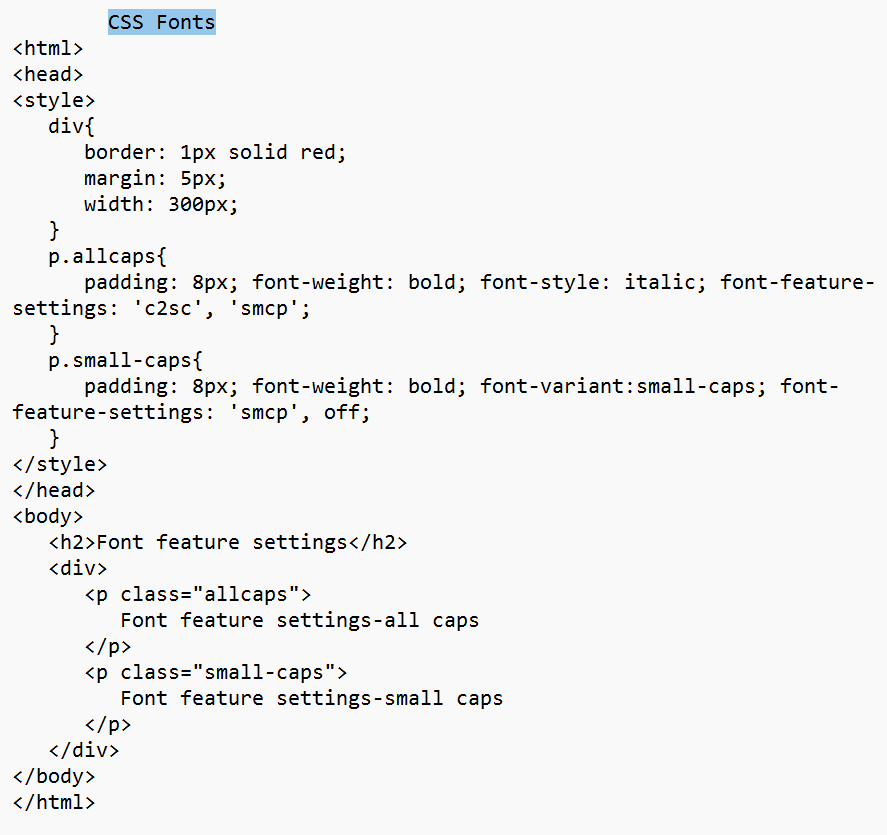 CSS Fonts
<html>
<head>
<style>
   div{
      border: 1px solid red;
      margin: 5px;
      width: 300px;
   }
   p.allcaps{
      padding: 8px; font-weight: bold; font-style: italic; font-feature-
settings: 'c2sc', 'smcp';
   }
   p.small-caps{
      padding: 8px; font-weight: bold; font-variant:small-caps; font-
feature-settings: 'smcp', off;
   }
</style>
</head>
<body>
   <h2>Font feature settings</h2>
   <div>
      <p class="allcaps">
         Font feature settings-all caps
      </p>
      <p class="small-caps">
         Font feature settings-small caps
      </p>
   </div>
</body>
</html>